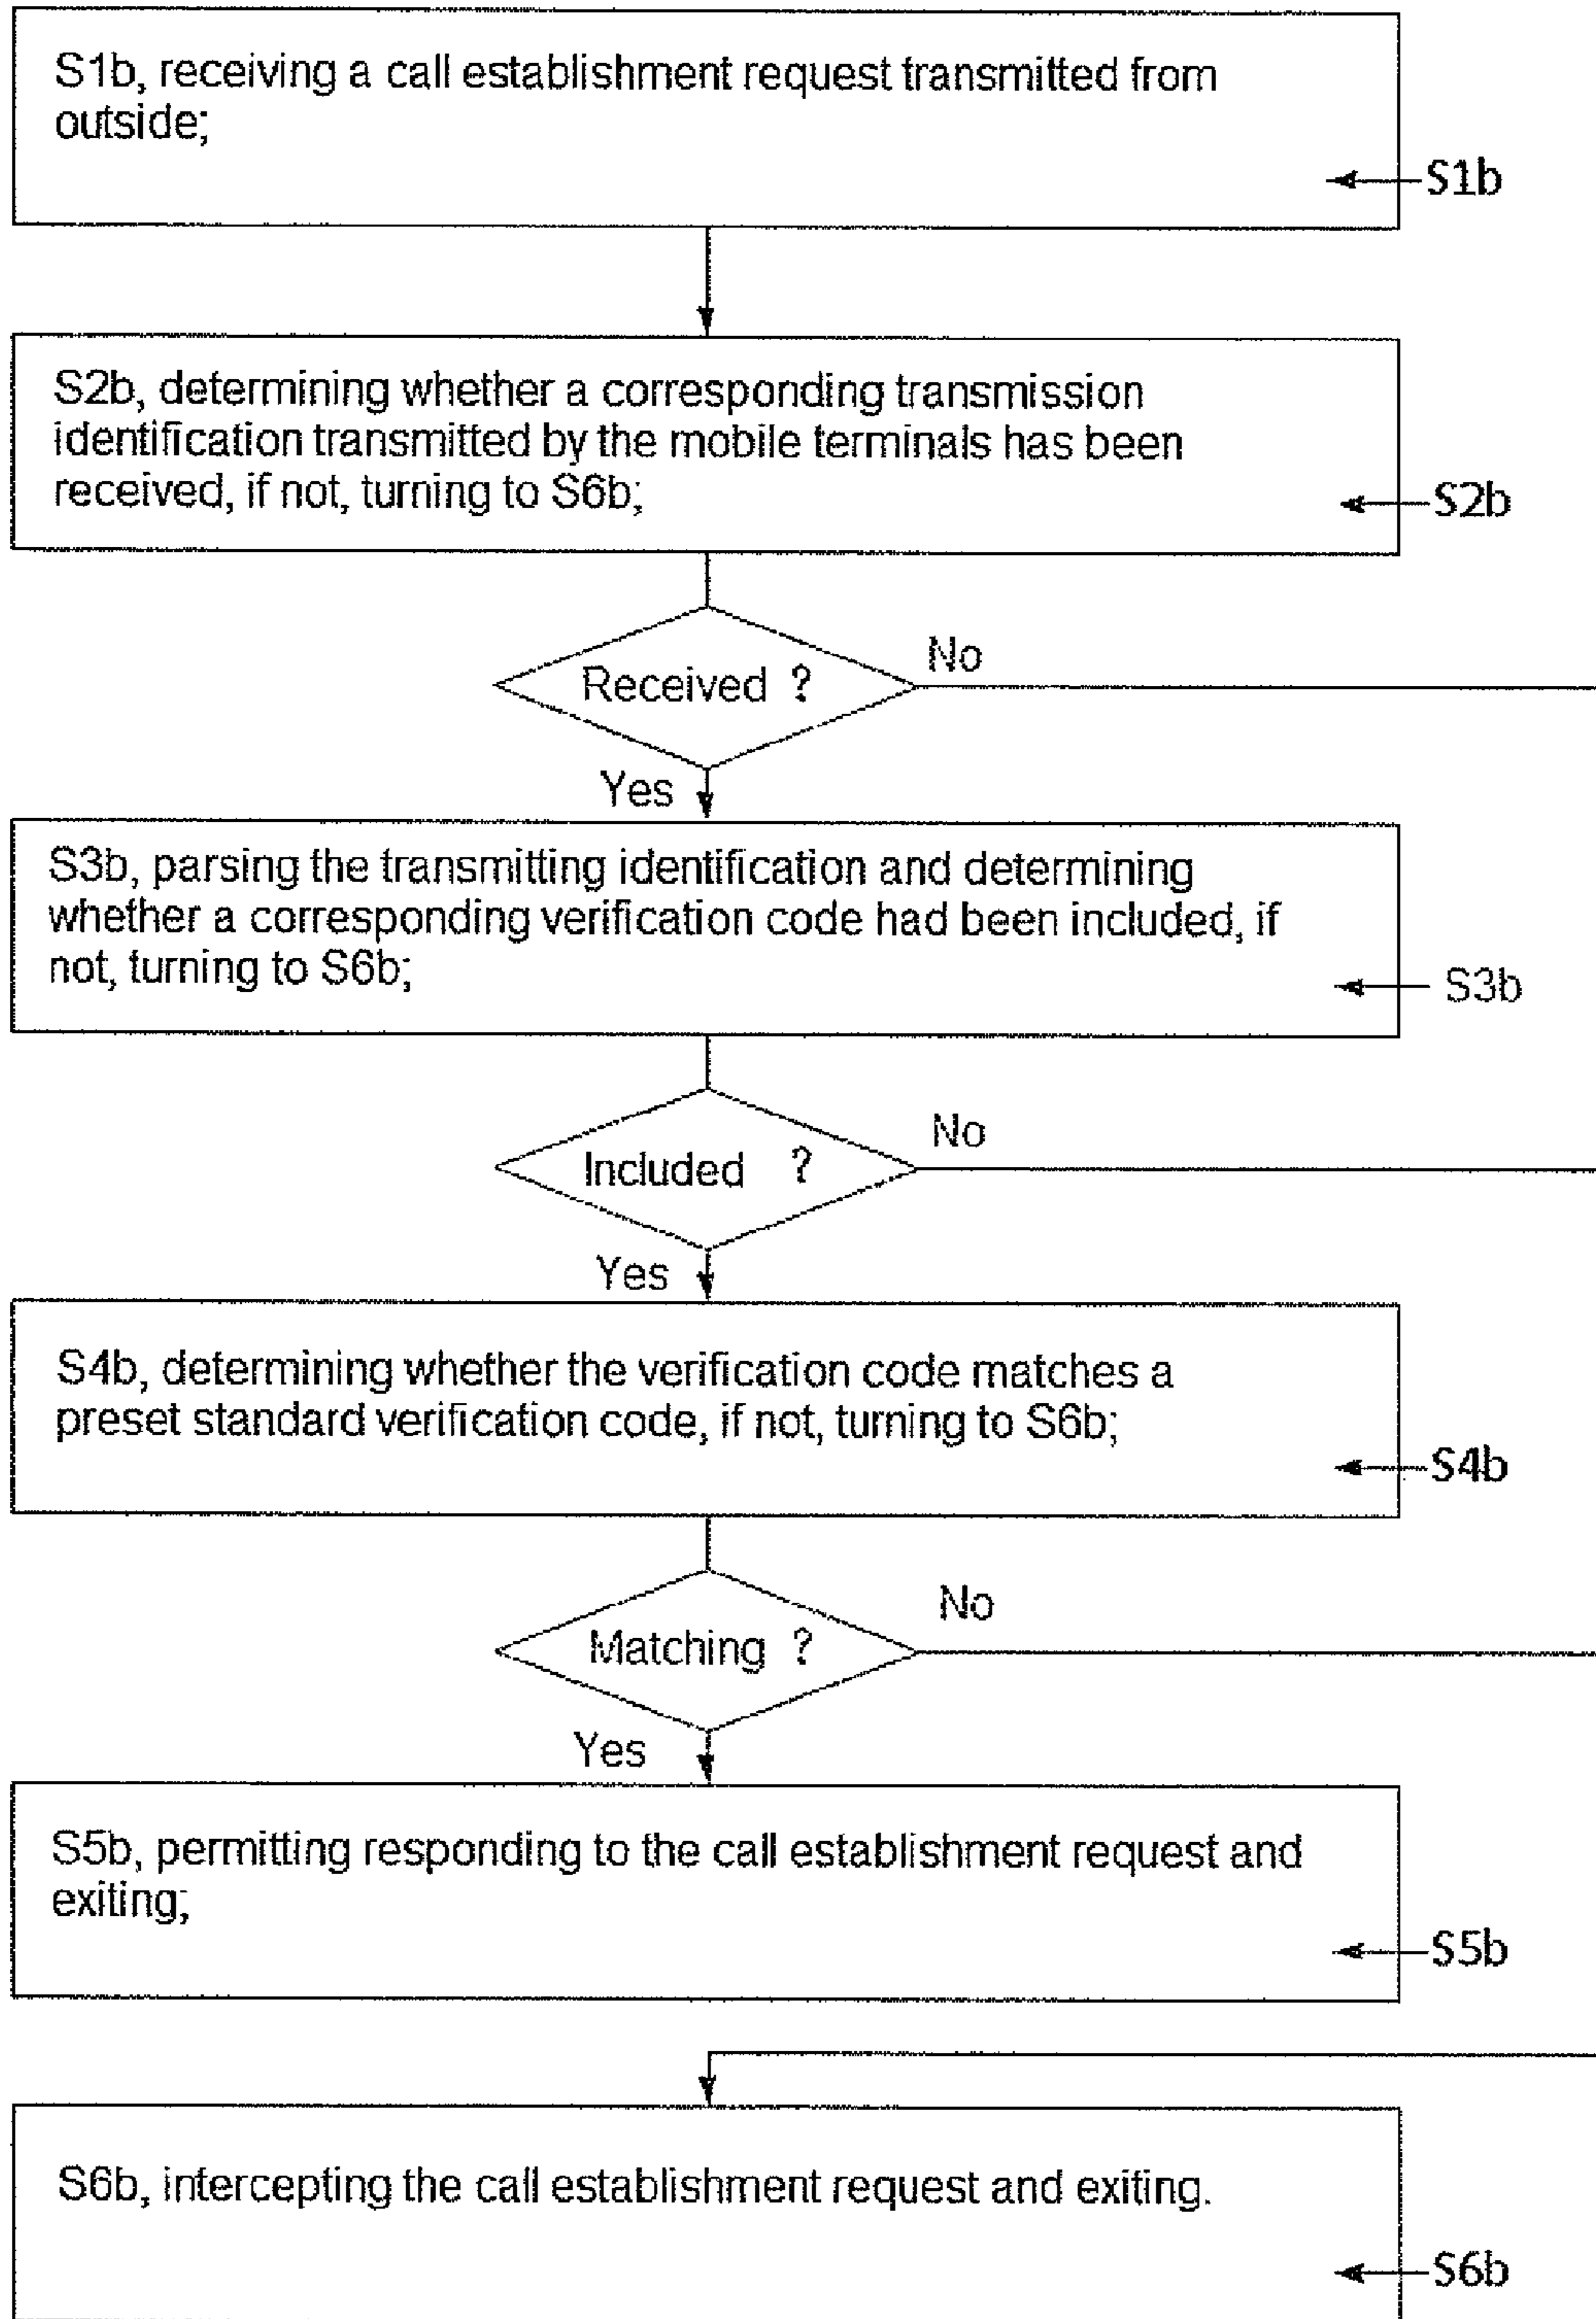 S1b, receiving a call establishment request transmitted from
outside;
S1b
S2b, determining whether a corresponding transmission
identification transmitted by the mobile terminals has been
received, if not, turning to S6b;
S2b
Received ?
No
Yes
S3b, parsing the transmitting identification and determining
whether a corresponding verification code had been included, if
not, turning to S6b;
S3b
Included ?
No
Yes
S4b, determining whether the verification code matches a
preset standard verification code, if not, turning to S6b;
S4b
Matching ?
No
Yes
S5b, permitting responding to the call establishment request and
exiting;
S5b
S6b, intercepting the call establishment request and exiting.
S6b